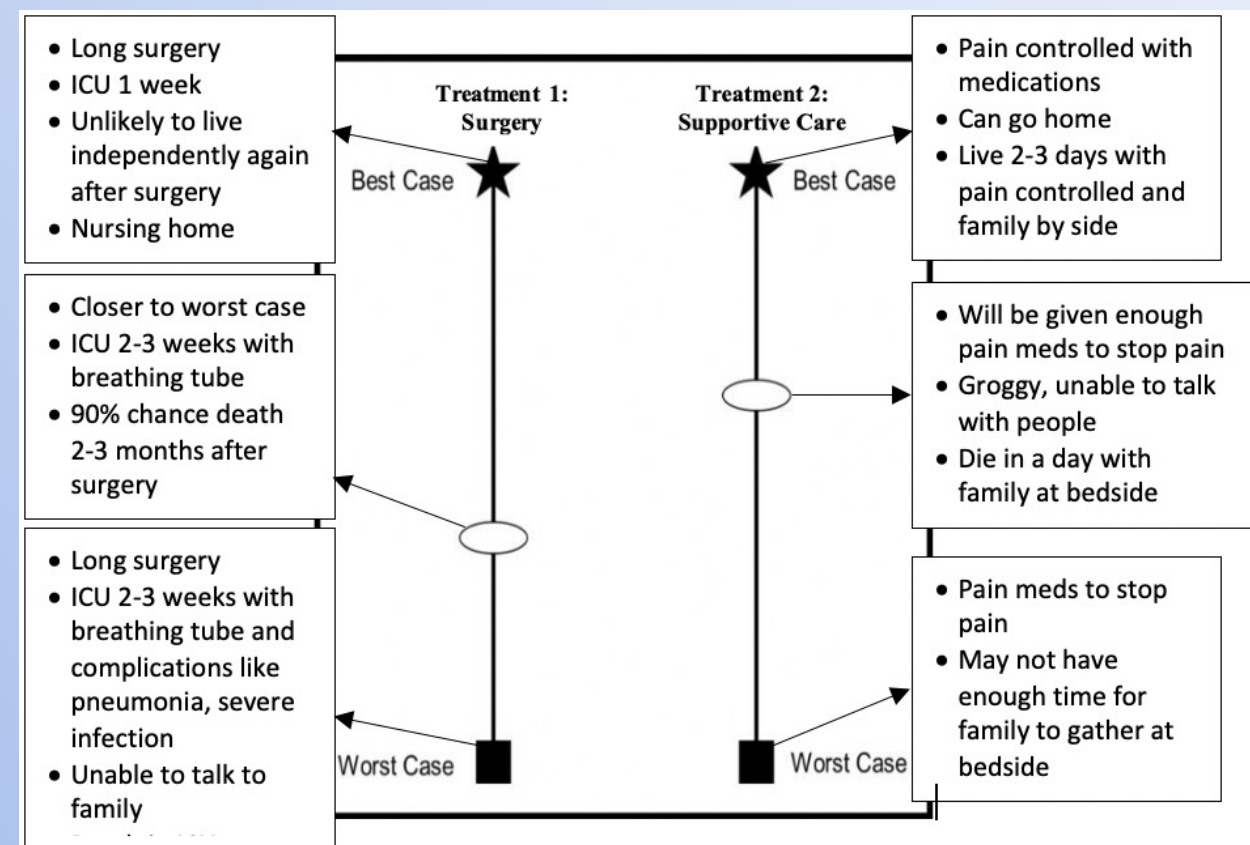 • Long surgery
• ICU 1 week
• Unlikely to live
independently again
after surgery
• Nursing home
• Closer to worst case
• ICU 2-3 weeks with
breathing tube
• 90% chance death
2-3 months after
surgery
• Long surgery
• ICU 2-3 weeks with
breathing tube and
complications like
pneumonia, severe
infection
• Unable to talk to
family
Treatment 1:
Surgery
Best Case
Worst Case
Treatment 2:
Supportive Care
Best Case
Worst Case
• Pain controlled with
medications
• Can go home
• Live 2-3 days with
pain controlled and
family by side
• Will be given enough
pain meds to stop pain
• Groggy, unable to talk
with people
• Die in a day with
family at bedside
• Pain meds to stop
pain
• May not have
enough time for
family to gather at
bedside